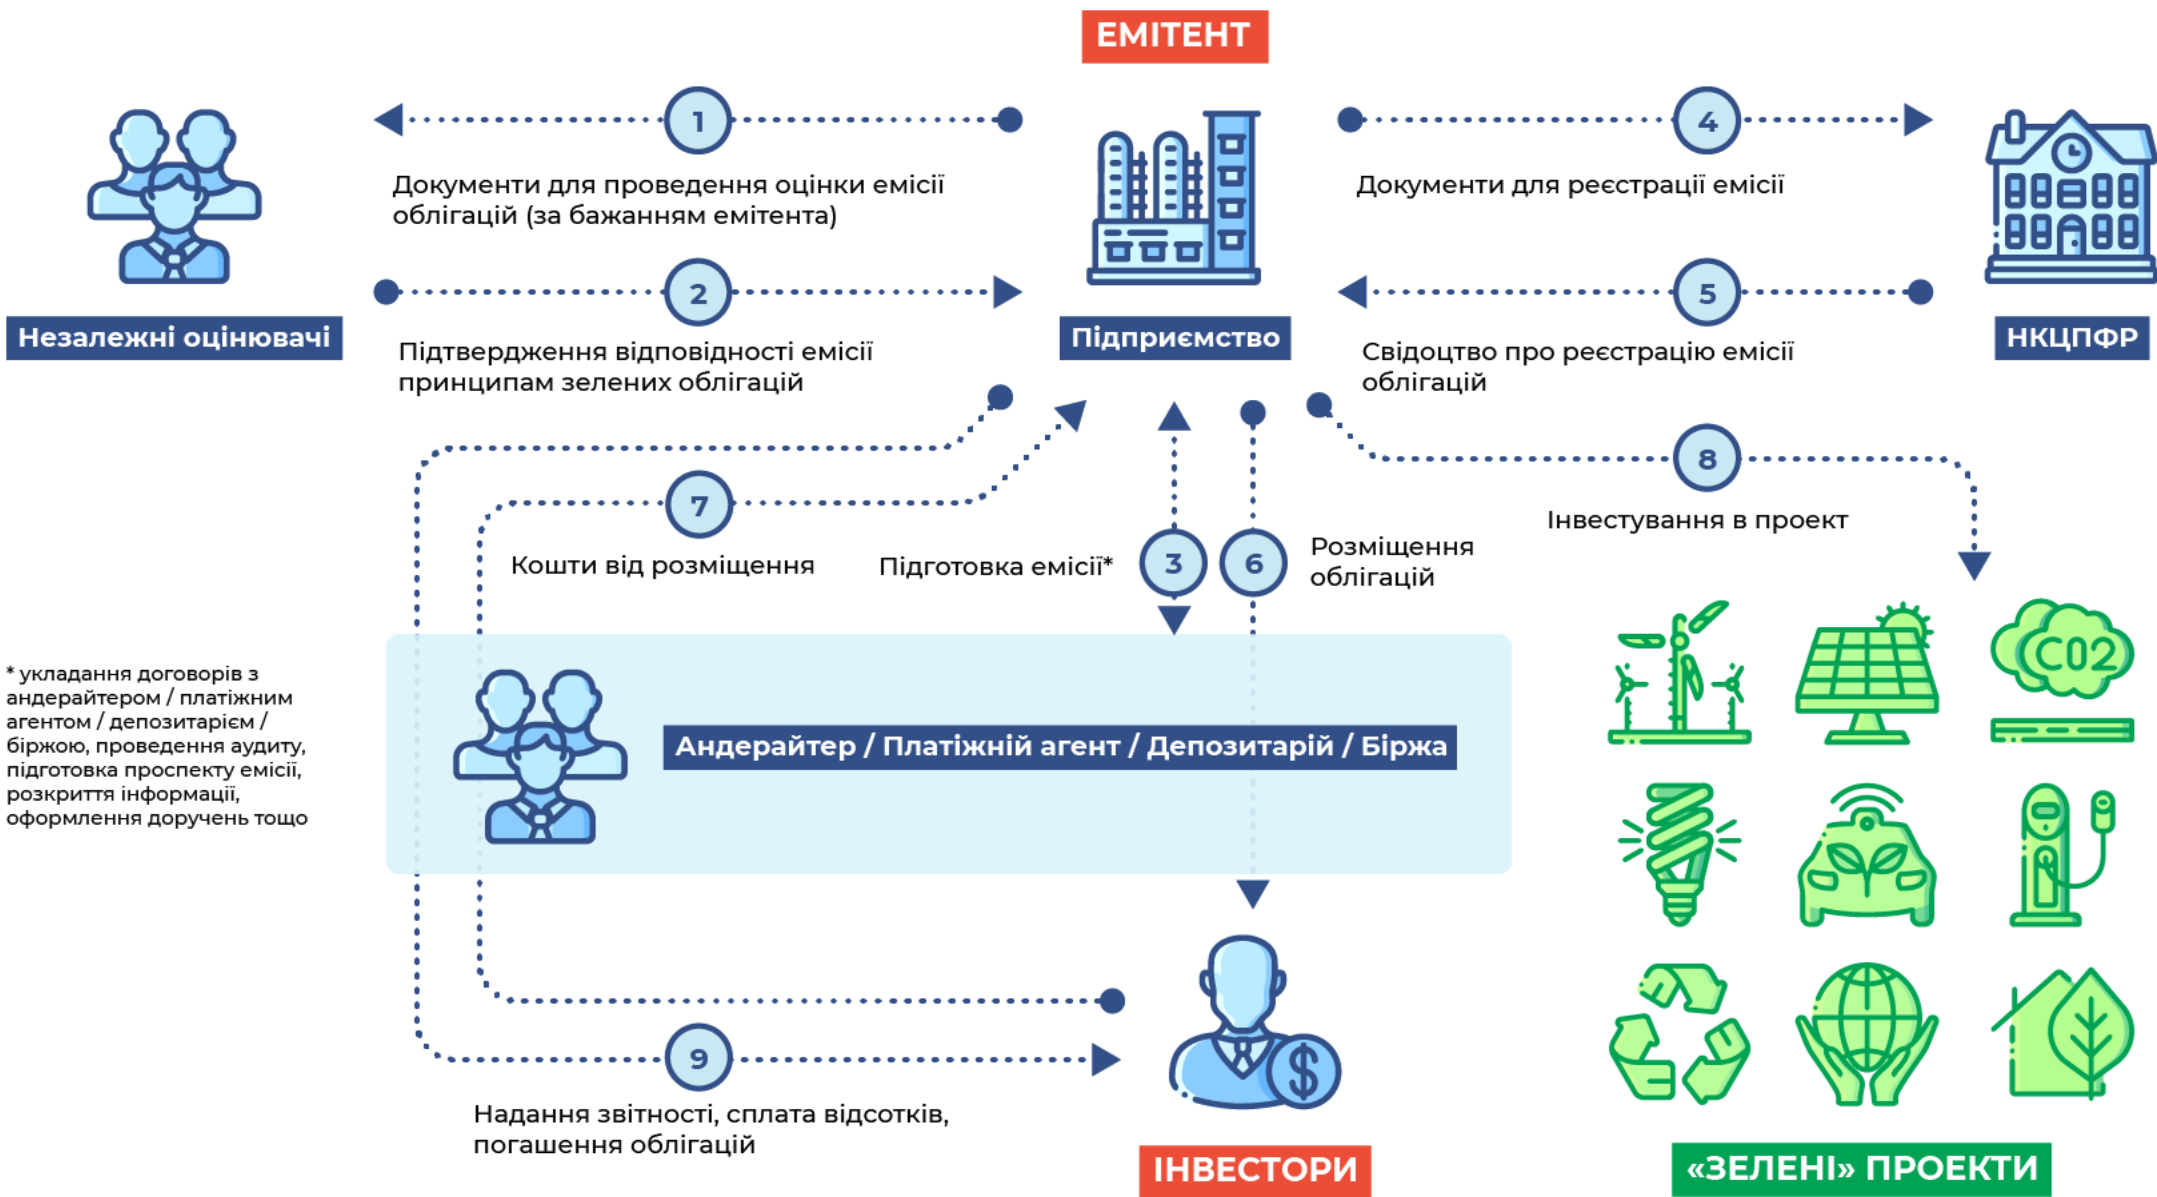 ЕМІТЕНТ
1
4
Документи для проведення оцінки емісії
облігацій (за бажанням емітента)
Документи для реєстрації емісії
2
5
Незалежні оцінювачі
Підприємство
НКЦПФР
Підтвердження відповідності емісії
принципам зелених облігацій
Свідоцтво про реєстрацію емісії
облігацій
8
7
Інвестування в проект
Кошти від розміщення
Підготовка емісії*
3
6
Розміщення
облігацій
* укладання договорів з
андерайтером / платіжним
агентом / депозитарієм /
біржою, проведення аудиту,
підготовка проспекту емісії,
розкриття інформації,
оформлення доручень тощо
Андерайтер / Платіжній агент / Депозитарій / Біржа
CO2
9
Надання звітності, сплата відсотків,
погашення облігацій
$
ІНВЕСТОРИ
«ЗЕЛЕНІ» ПРОЕКТИ